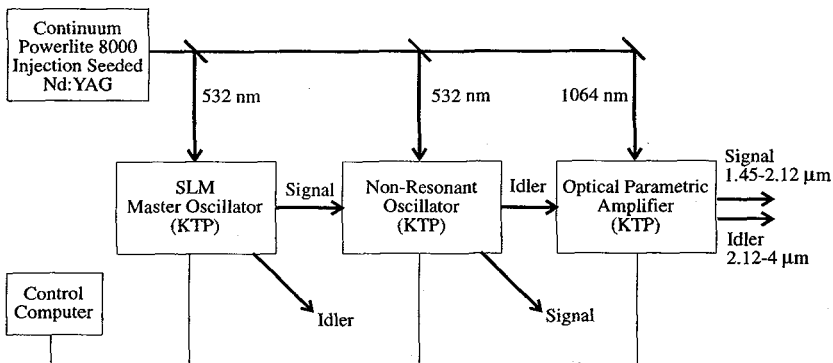 Continuum
Powerlite 8000
Injection Seeded
Nd:YAG
532 nm
532 nm
1064 nm
SLM
Master Oscillator
(KTP)
Signal
Non-Resonant
Oscillator
(KTP)
Idler
Optical Parametric
Amplifier
(KTP)
Signal
1.45-2.12 μm
Idler
2.12-4 μm
Control
Computer
Idler
Signal